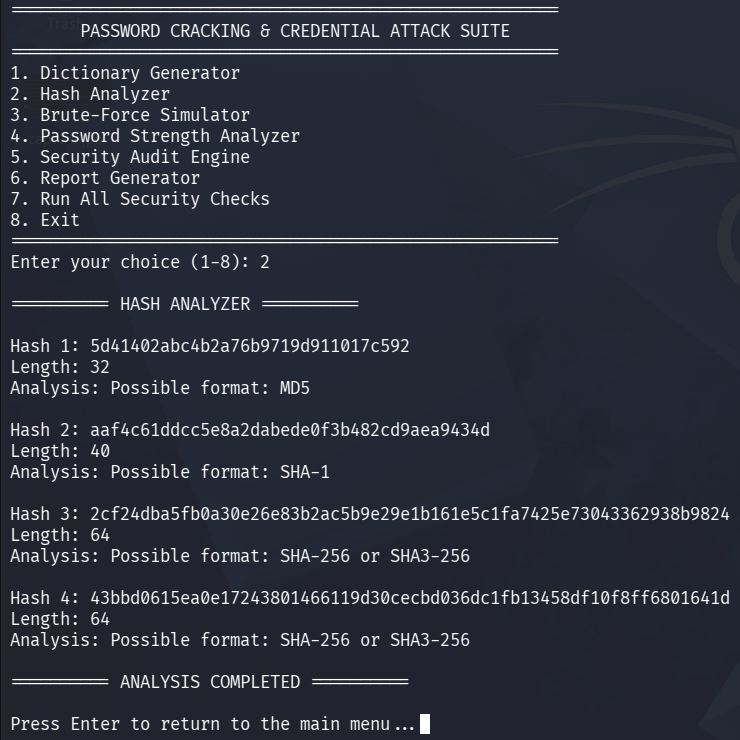 PASSWORD CRACKING & CREDENTIAL ATTACK SUITE
1. Dictionary Generator
2. Hash Analyzer
3. Brute-Force Simulator
4. Password Strength Analyzer
5. Security Audit Engine
6. Report Generator
7. Run All Security Checks
8. Exit
Enter your choice (1-8): 2
========== HASH ANALYZER ==========
Hash 1: 5d41402abc4b2a76b9719d911017c592
Length: 32
Analysis: Possible format: MD5
Hash 2: aaf4c61ddcc5e8a2dabede0f3b482cd9aea9434d
Length: 40
Analysis: Possible format: SHA-1
Hash 3: 2cf24dba5fb0a30e26e83b2ac5b9e29e1b161e5c1fa7425e73043362938b9824
Length: 64
Analysis: Possible format: SHA-256 or SHA3-256
Hash 4: 43bbd0615ea0e17243801466119d30cecbd036dc1fb13458df10f8ff6801641d
Length: 64
Analysis: Possible format: SHA-256 or SHA3-256
========== ANALYSIS COMPLETED ==========
Press Enter to return to the main menu...